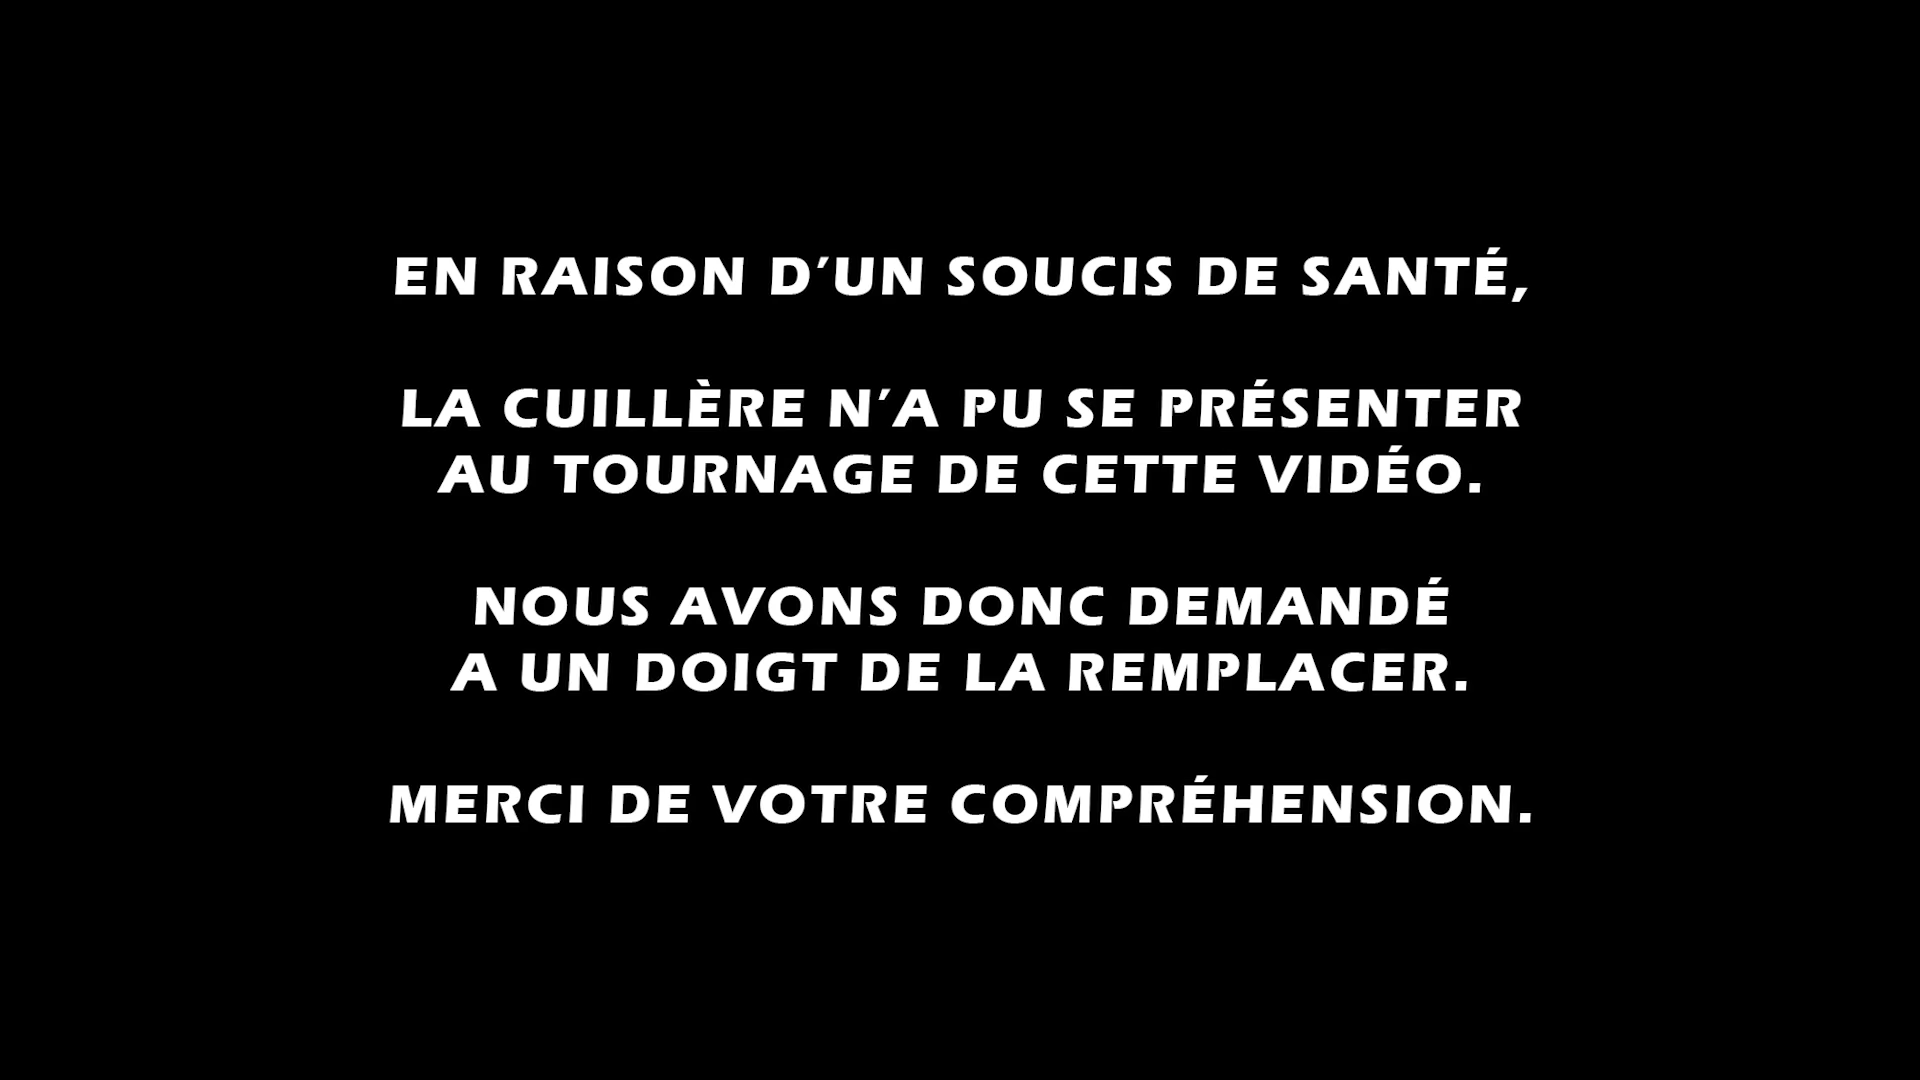 EN RAISON D’UN SOUCIS DE SANTÉ,
LA CUILLÈRE N’A PU SE PRÉSENTER
AU TOURNAGE DE CETTE VIDÉO.
NOUS AVONS DONC DEMANDÉ
A UN DOIGT DE LA REMPLACER.
MERCI DE VOTRE COMPRÉHENSION.